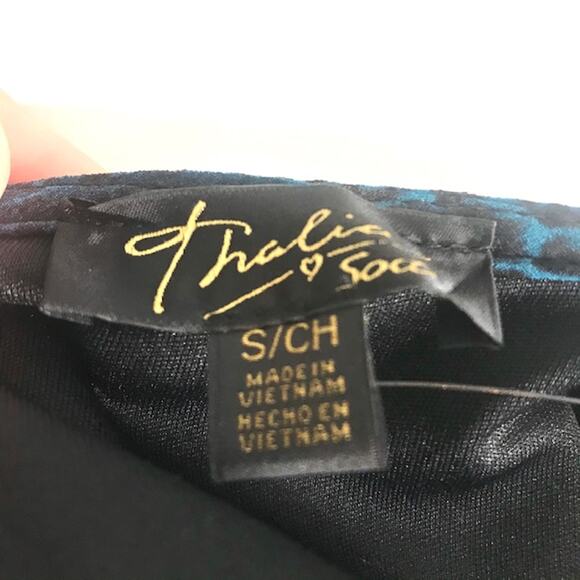 Thalia
♡ Sodi
S/CH
MADE IN
VIETNAM
HECHO EN
VIETNAM